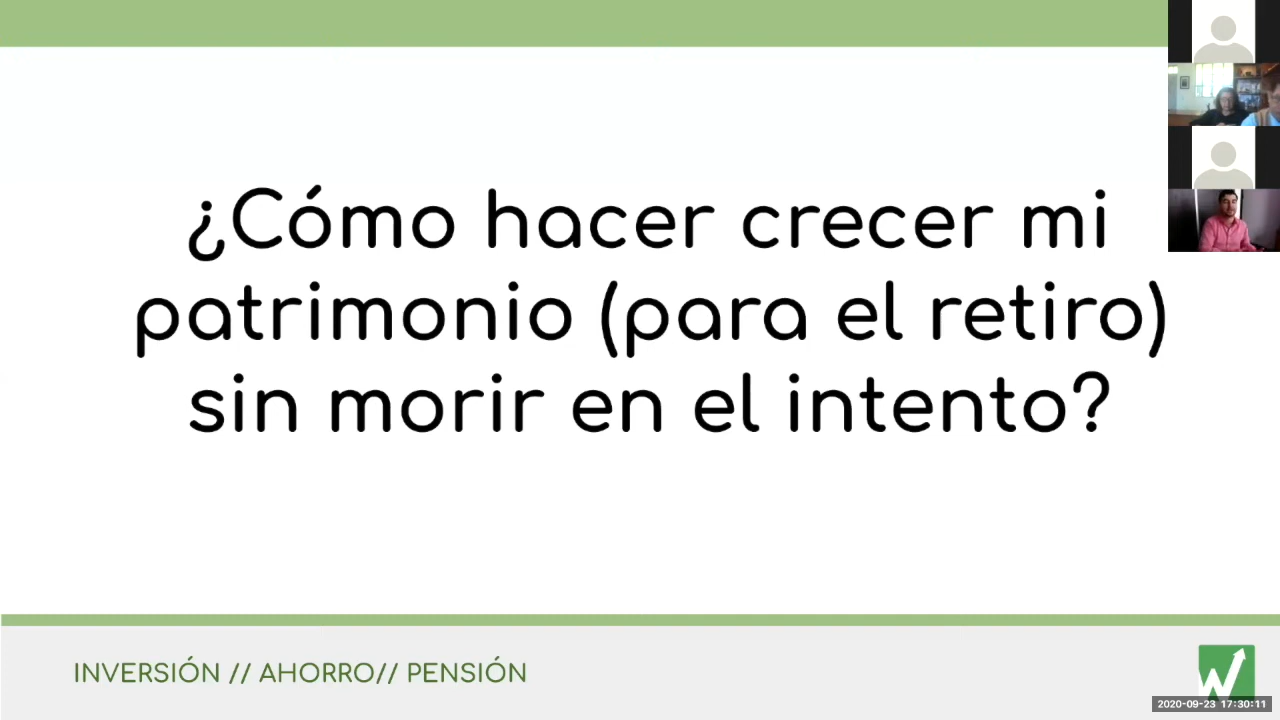 ¿Cómo hacer crecer mi
patrimonio (para el retiro)
sin morir en el intento?
INVERSIÓN // AHORRO// PENSIÓN
2020-09-23 17:30:11